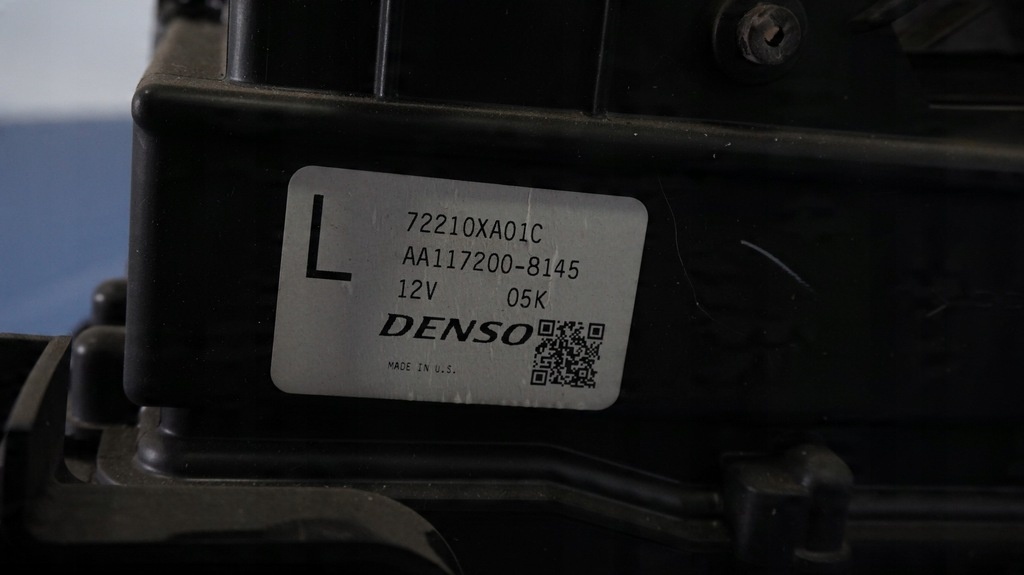 L
72210XA01C
AA117200-8145
12V 05K
DENSO
MADE IN U.S.